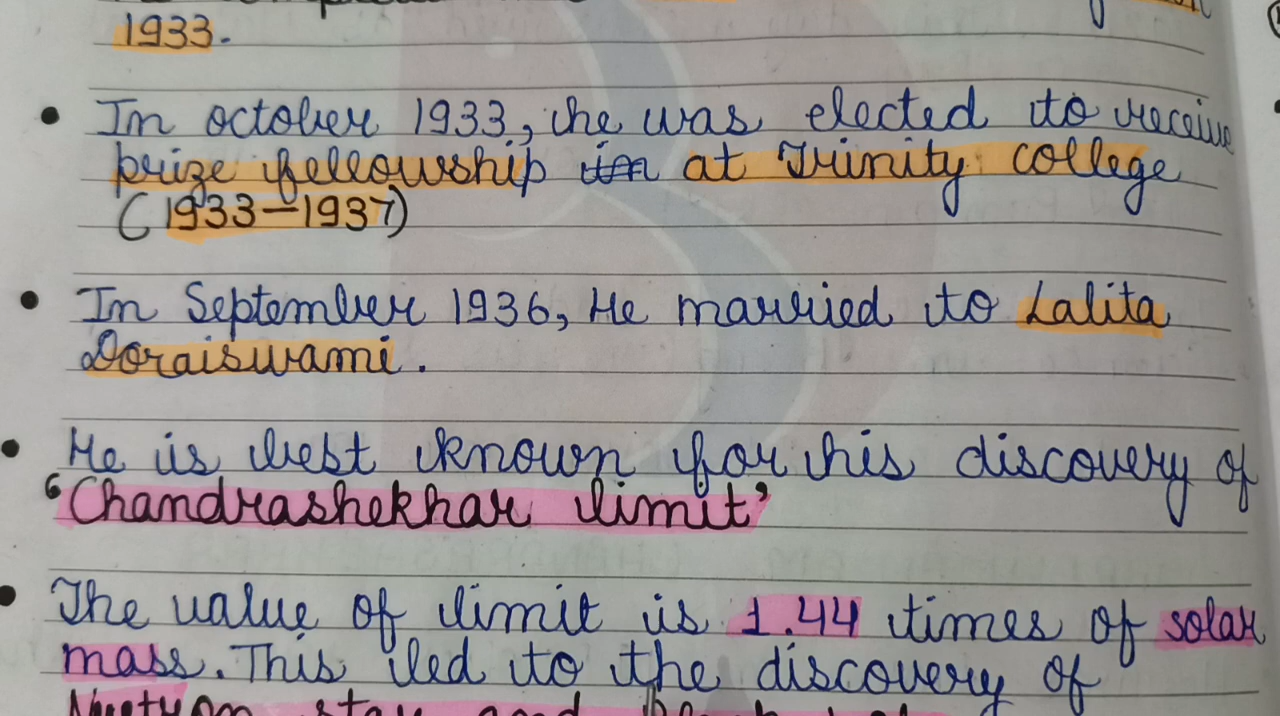 1933.
• In october 1933, he was elected to receive
prize fellowship at Trinity college
(1933-1937)
• In September 1936, He married to Lalita
Doraiswami.
• He is best known for his discovery of
'Chandrashekhar limit'
• The value of limit is 1.44 times of solar
mass. This led to the discovery of